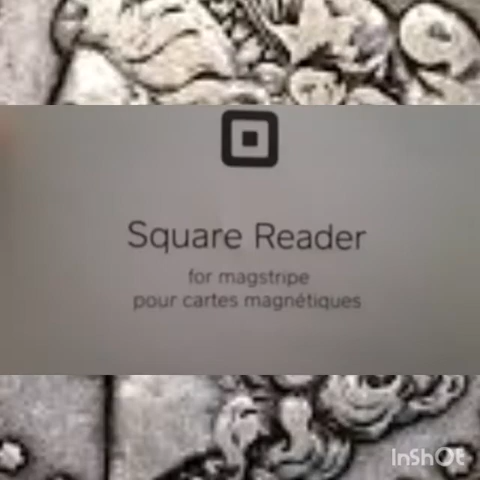 Square Reader
for magstripe
pour cartes magnétiques
InShOt